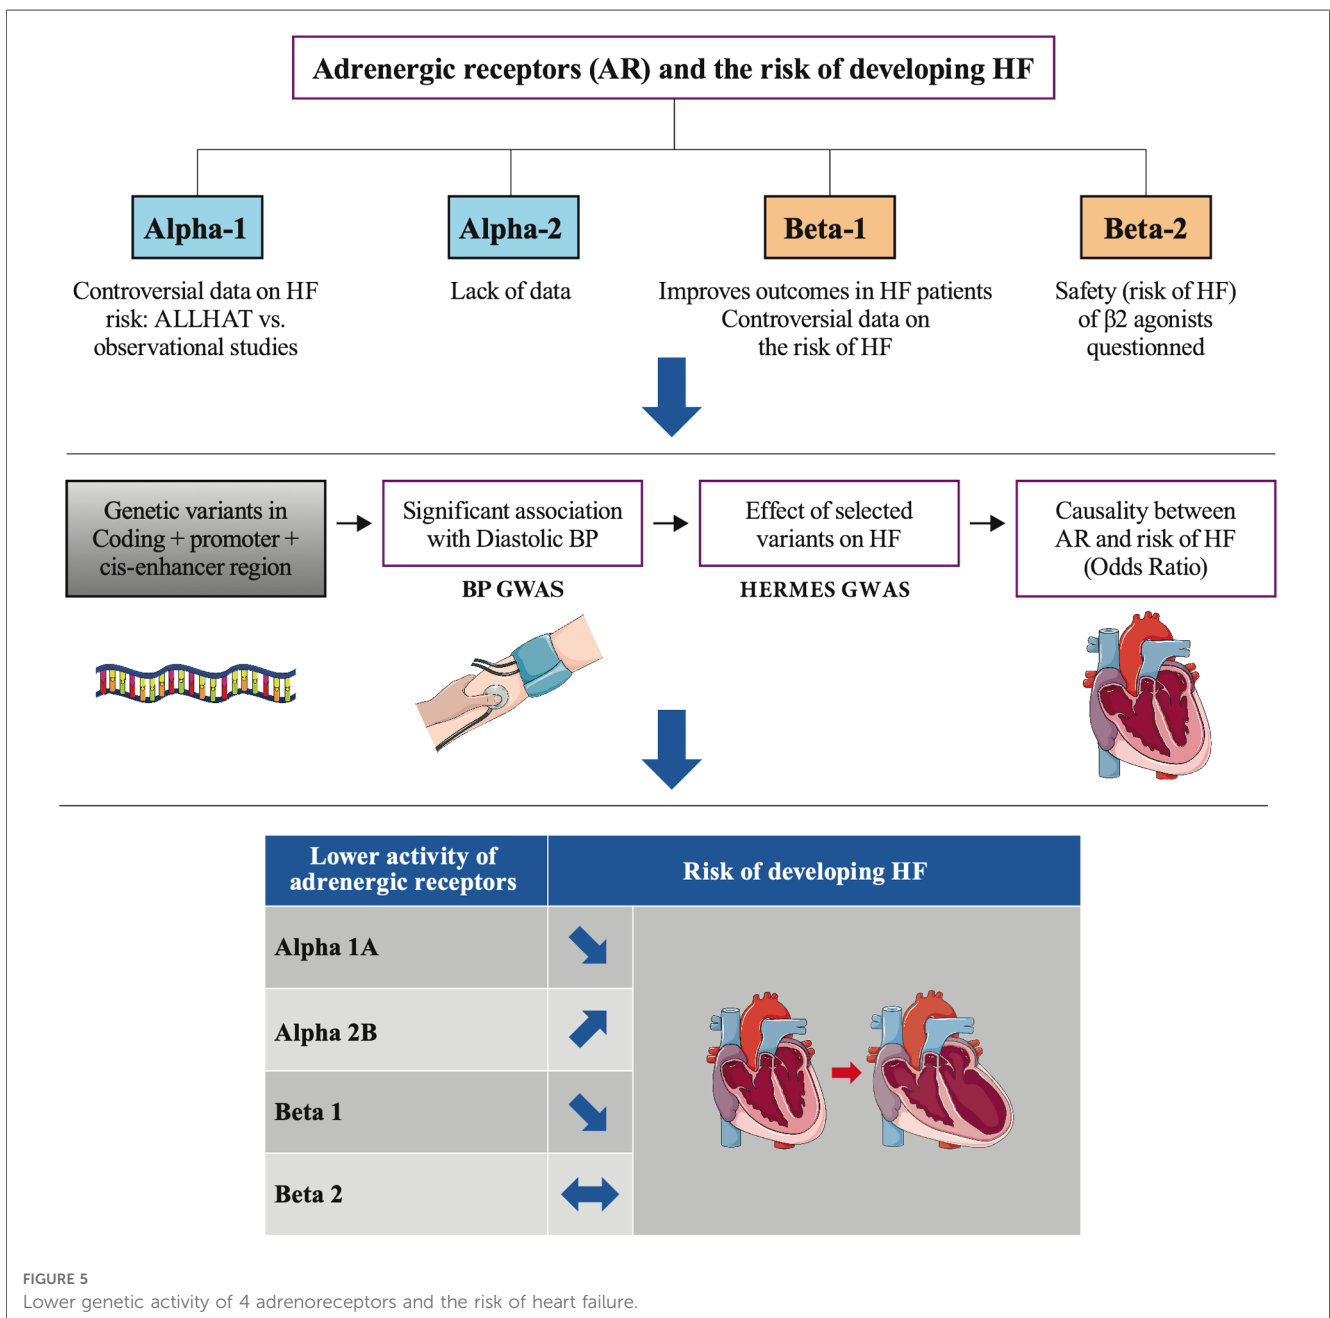 Adrenergic receptors (AR) and the risk of developing HF
Alpha-1
Alpha-2
Beta-1
Beta-2
Controversial data on HF
risk: ALLHAT vs.
observational studies
Lack of data
Improves outcomes in HF patients
Controversial data on
the risk of HF
Safety (risk of HF)
of β2 agonists
questionned
Genetic variants in
Coding + promoter +
cis-enhancer region
Significant association
with Diastolic BP
BP GWAS
Effect of selected
variants on HF
HERMES GWAS
Causality between
AR and risk of HF
(Odds Ratio)
Lower activity of
adrenergic receptors
Risk of developing HF
Alpha 1A
Alpha 2B
Beta 1
Beta 2
FIGURE 5
Lower genetic activity of 4 adrenoreceptors and the risk of heart failure.